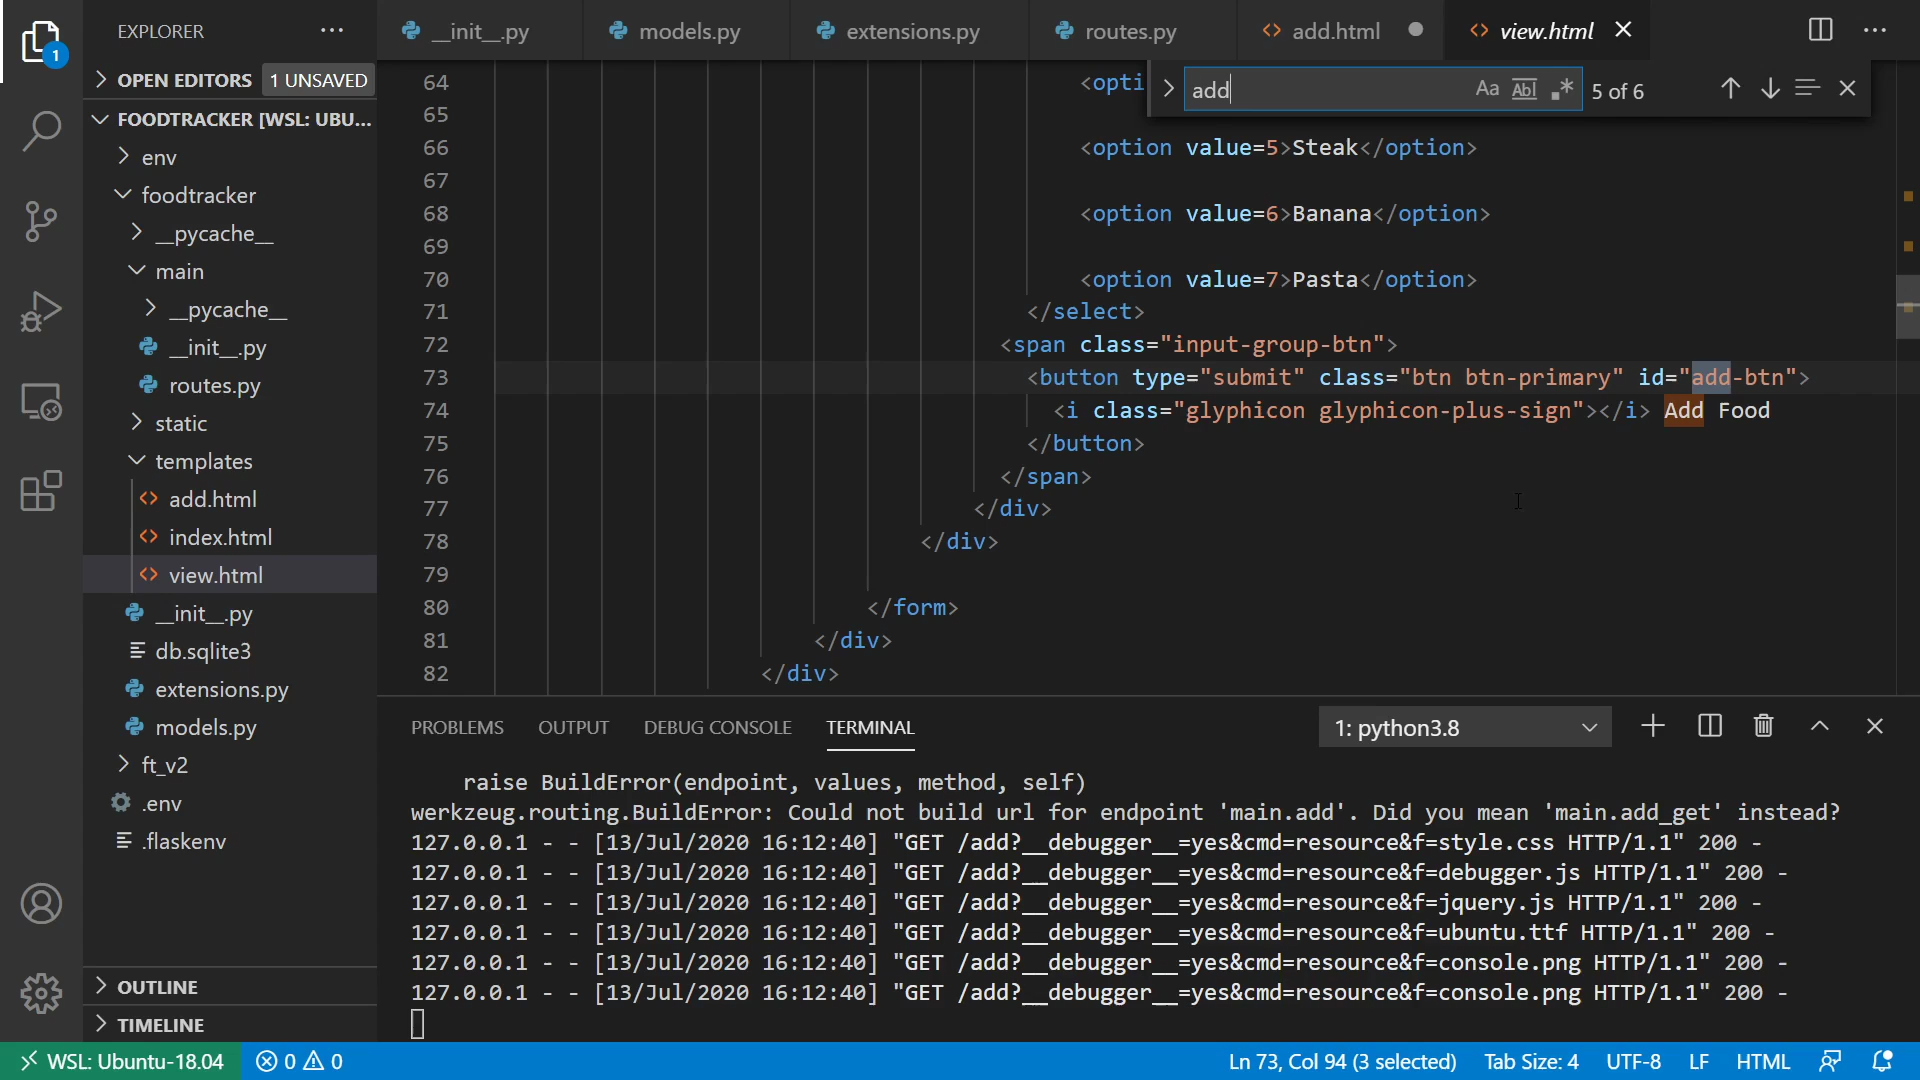 EXPLORER
1
OPEN EDITORS 1 UNSAVED
FOODTRACKER [WSL: UBU...
env
foodtracker
__pycache__
main
__pycache__
__init__.py
routes.py
static
templates
add.html
index.html
view.html
__init__.py
db.sqlite3
extensions.py
models.py
ft_v2
.env
.flaskenv
OUTLINE
TIMELINE
__init__.py models.py extensions.py routes.py add.html view.html
add Aa Abl .* 5 of 6
64 <opti
65
66 <option value=5>Steak</option>
67
68 <option value=6>Banana</option>
69
70 <option value=7>Pasta</option>
71 </select>
72 <span class="input-group-btn">
73 <button type="submit" class="btn btn-primary" id="add-btn">
74 <i class="glyphicon glyphicon-plus-sign"></i> Add Food
75 </button>
76 </span>
77 </div>
78 </div>
79
80 </form>
81 </div>
82 </div>
PROBLEMS OUTPUT DEBUG CONSOLE TERMINAL 1: python3.8
raise BuildError(endpoint, values, method, self)
werkzeug.routing.BuildError: Could not build url for endpoint 'main.add'. Did you mean 'main.add_get' instead?
127.0.0.1 - - [13/Jul/2020 16:12:40] "GET /add?__debugger__=yes&cmd=resource&f=style.css HTTP/1.1" 200 -
127.0.0.1 - - [13/Jul/2020 16:12:40] "GET /add?__debugger__=yes&cmd=resource&f=debugger.js HTTP/1.1" 200 -
127.0.0.1 - - [13/Jul/2020 16:12:40] "GET /add?__debugger__=yes&cmd=resource&f=jquery.js HTTP/1.1" 200 -
127.0.0.1 - - [13/Jul/2020 16:12:40] "GET /add?__debugger__=yes&cmd=resource&f=ubuntu.ttf HTTP/1.1" 200 -
127.0.0.1 - - [13/Jul/2020 16:12:40] "GET /add?__debugger__=yes&cmd=resource&f=console.png HTTP/1.1" 200 -
127.0.0.1 - - [13/Jul/2020 16:12:40] "GET /add?__debugger__=yes&cmd=resource&f=console.png HTTP/1.1" 200 -
WSL: Ubuntu-18.04 0 0 Ln 73, Col 94 (3 selected) Tab Size: 4 UTF-8 LF HTML